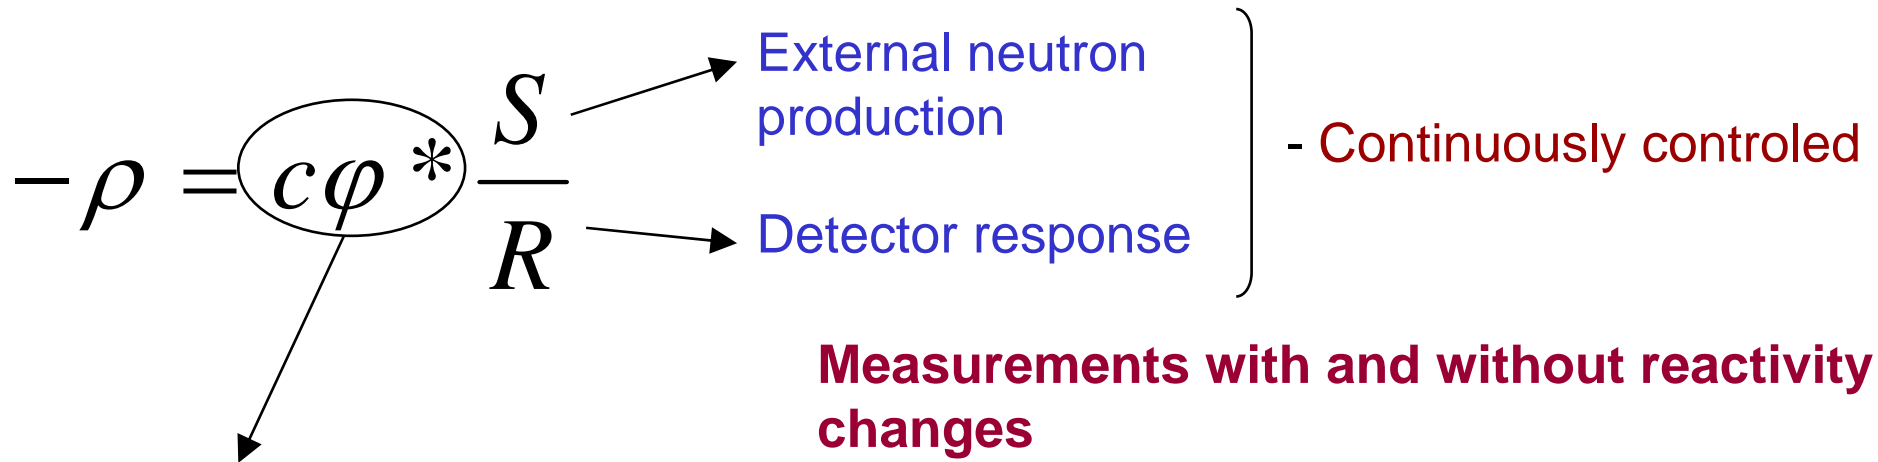 −ρ = cφ* S/R
External neutron
production
Detector response
- Continuously controled
Measurements with and without reactivity
changes